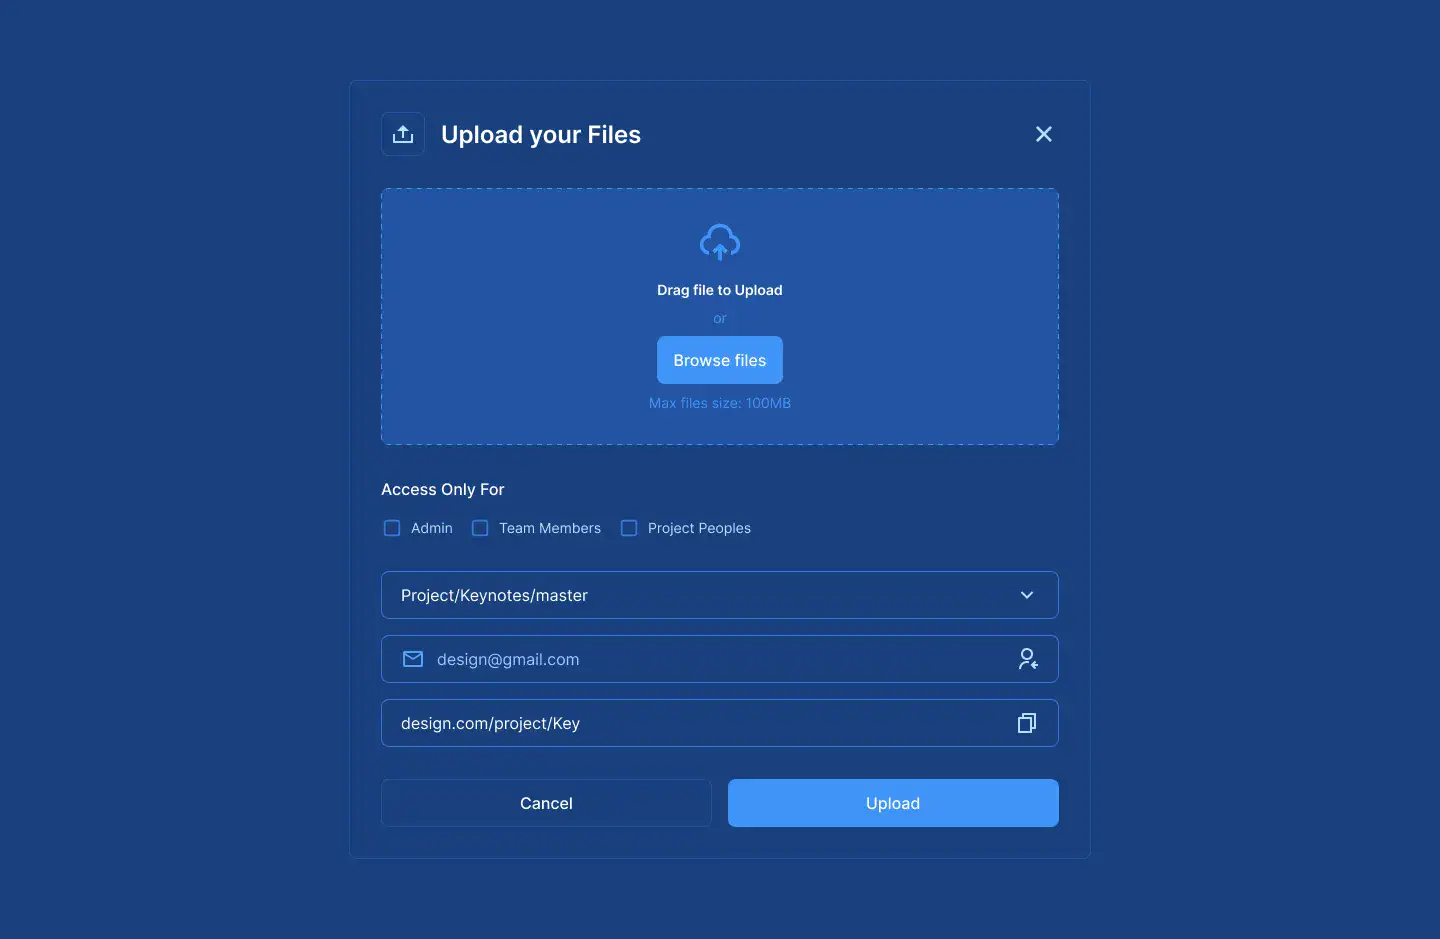 Upload your Files
Drag file to Upload
or
Browse files
Max files size: 100MB
Access Only For
Admin Team Members Project Peoples
Project/Keynotes/master
design@gmail.com
design.com/project/Key
Cancel Upload